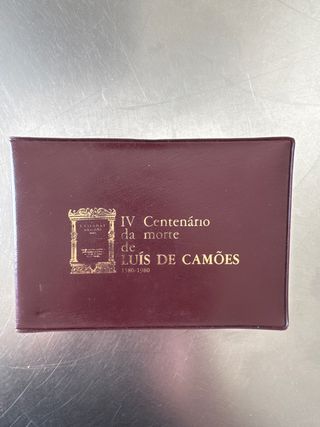 IV Centenário
da morte
de
LUÍS DE CAMÕES
1580-1980